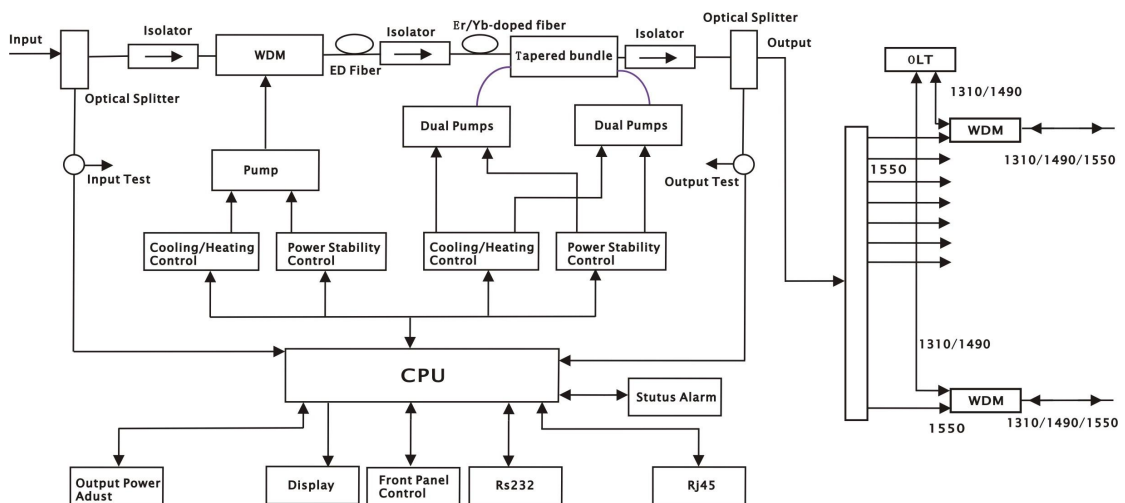 Input
Isolator
WDM
ED Fiber
Isolator
Er/Yb-doped fiber
Tapered bundle
Isolator
Optical Splitter
Output
Optical Splitter
0LT
1310/1490
WDM
1310/1490/1550
1550
Dual Pumps
Dual Pumps
Input Test
Pump
Output Test
Cooling/Heating
Control
Power Stability
Control
Cooling/Heating
Control
Power Stability
Control
1310/1490
CPU
Stutus Alarm
WDM
1550
1310/1490/1550
Output Power
Adust
Display
Front Panel
Control
Rs232
Rj45